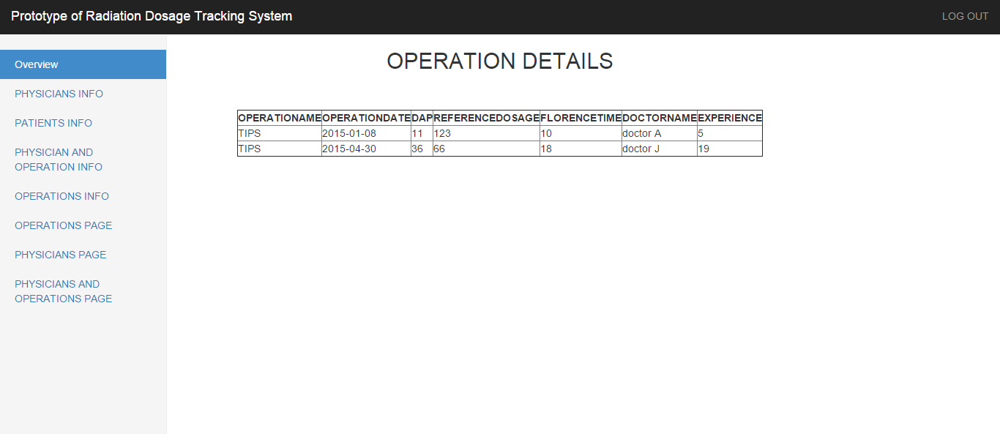 Prototype of Radiation Dosage Tracking System
LOG OUT
Overview
PHYSICIANS INFO
PATIENTS INFO
PHYSICIAN AND
OPERATION INFO
OPERATIONS INFO
OPERATIONS PAGE
PHYSICIANS PAGE
PHYSICIANS AND
OPERATIONS PAGE
OPERATION DETAILS
OPERATIONAME OPERATIONDATE DAP REFERENCEDOSAGE FLORENCETIME DOCTORNAME EXPERIENCE
TIPS 2015-01-08 11 123 10 doctor A 5
TIPS 2015-04-30 36 66 18 doctor J 19